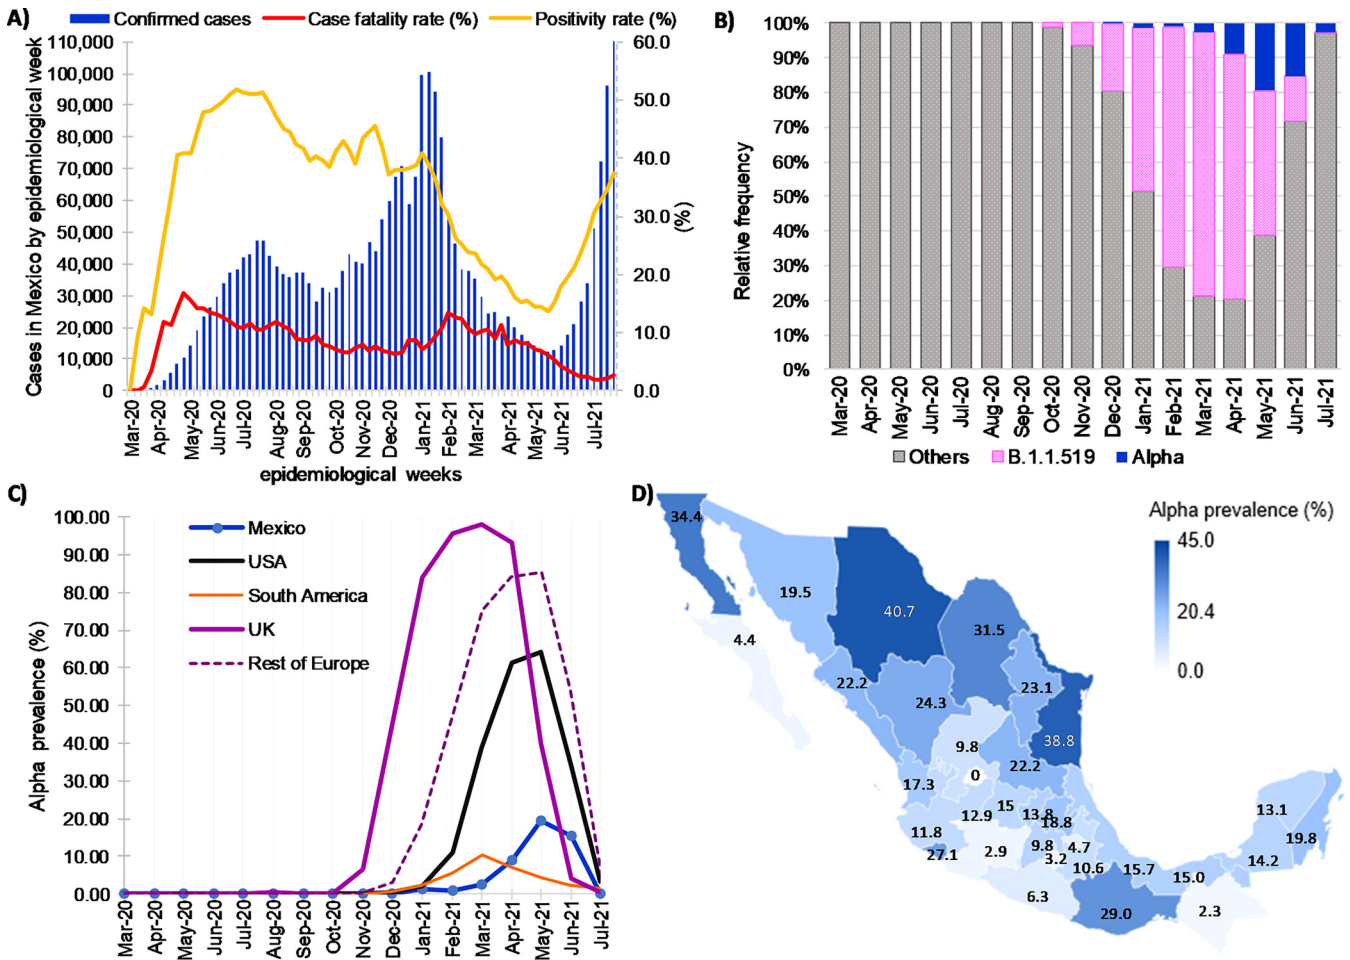 A)
Confirmed cases
Case fatality rate (%)
Positivity rate (%)
Cases in Mexico by epidemiological week
110,000
100,000
90,000
80,000
70,000
60,000
50,000
40,000
30,000
20,000
10,000
0
60.0
50.0
40.0
30.0
20.0
10.0
0.0
(%)
Mar-20
Apr-20
May-20
Jun-20
Jul-20
Aug-20
Sep-20
Oct-20
Nov-20
Dec-20
Jan-21
Feb-21
Mar-21
Apr-21
May-21
Jun-21
Jul-21
epidemiological weeks
B)
Relative frequency
100%
90%
80%
70%
60%
50%
40%
30%
20%
10%
0%
Mar-20
Apr-20
May-20
Jun-20
Jul-20
Aug-20
Sep-20
Oct-20
Nov-20
Dec-20
Jan-21
Feb-21
Mar-21
Apr-21
May-21
Jun-21
Jul-21
Others
B.1.1.519
Alpha
C)
Alpha prevalence (%)
100.00
90.00
80.00
70.00
60.00
50.00
40.00
30.00
20.00
10.00
0.00
Mexico
USA
South America
UK
Rest of Europe
Mar-20
Apr-20
May-20
Jun-20
Jul-20
Aug-20
Sep-20
Oct-20
Nov-20
Dec-20
Jan-21
Feb-21
Mar-21
Apr-21
May-21
Jun-21
Jul-21
D)
Alpha prevalence (%)
45.0
20.4
0.0
34.4
19.5
40.7
31.5
4.4
22.2
24.3
23.1
38.8
9.8
22.2
0
17.3
12.9
15
13.8
18.8
11.8
27.1
2.9
9.8
3.2
4.7
10.6
15.7
15.0
13.1
19.8
14.2
6.3
29.0
2.3